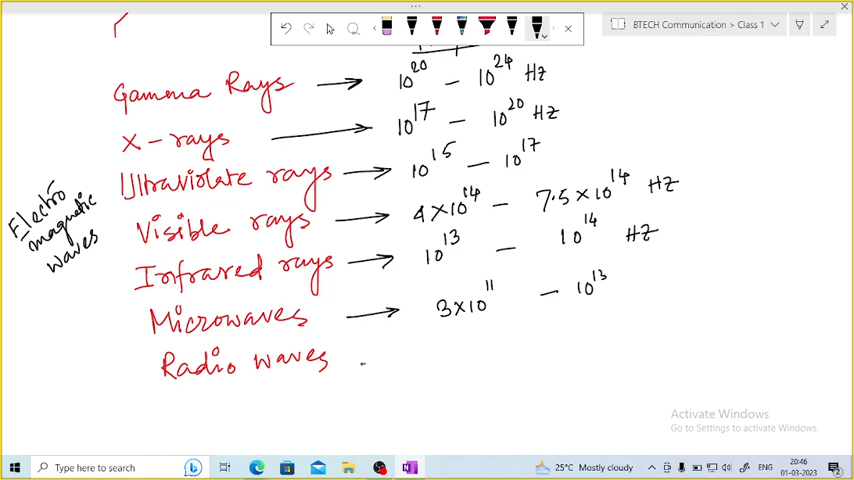 BTECH Communication > Class 1
Gamma Rays → 10^20 – 10^24 Hz
X-rays → 10^17 – 10^20 Hz
Ultraviolate rays → 10^15 – 10^17
Visible rays → 4×10^14 – 7.5×10^14 Hz
Infrared rays → 10^13 – 10^14 Hz
Microwaves → 3×10^11 – 10^13
Radio waves
Electro
magnetic
waves
Activate Windows
Go to Settings to activate Windows.
Type here to search
25°C Mostly cloudy
ENG
20:46
01-03-2023
2